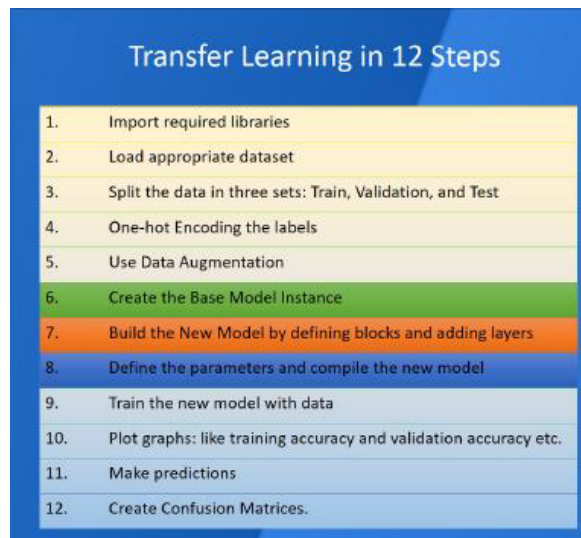 Transfer Learning in 12 Steps
1. Import required libraries
2. Load appropriate dataset
3. Split the data in three sets: Train, Validation, and Test
4. One-hot Encoding the labels
5. Use Data Augmentation
6. Create the Base Model Instance
7. Build the New Model by defining blocks and adding layers
8. Define the parameters and compile the new model
9. Train the new model with data
10. Plot graphs: like training accuracy and validation accuracy etc.
11. Make predictions
12. Create Confusion Matrices.